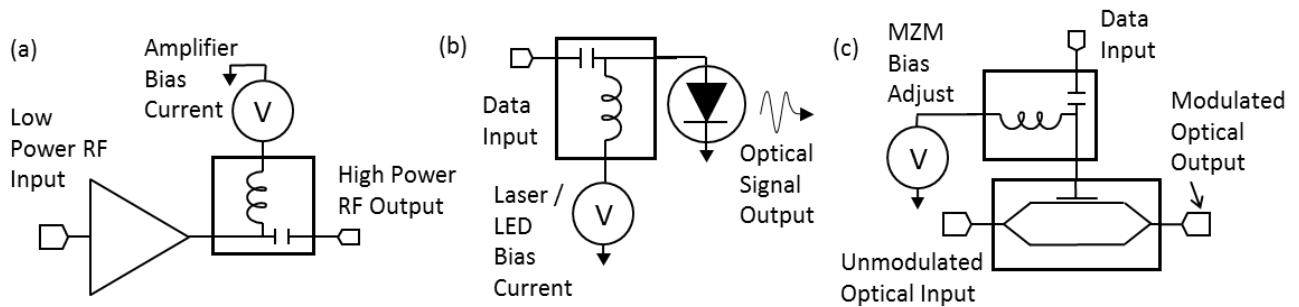 (a)
Amplifier
Bias
Current
V
Low
Power RF
Input
High Power
RF Output
(b)
Data Input
Laser /
LED
Bias
Current
V
Optical
Signal
Output
(c)
MZM
Bias
Adjust
Data
Input
V
Modulated
Optical
Output
Unmodulated
Optical Input